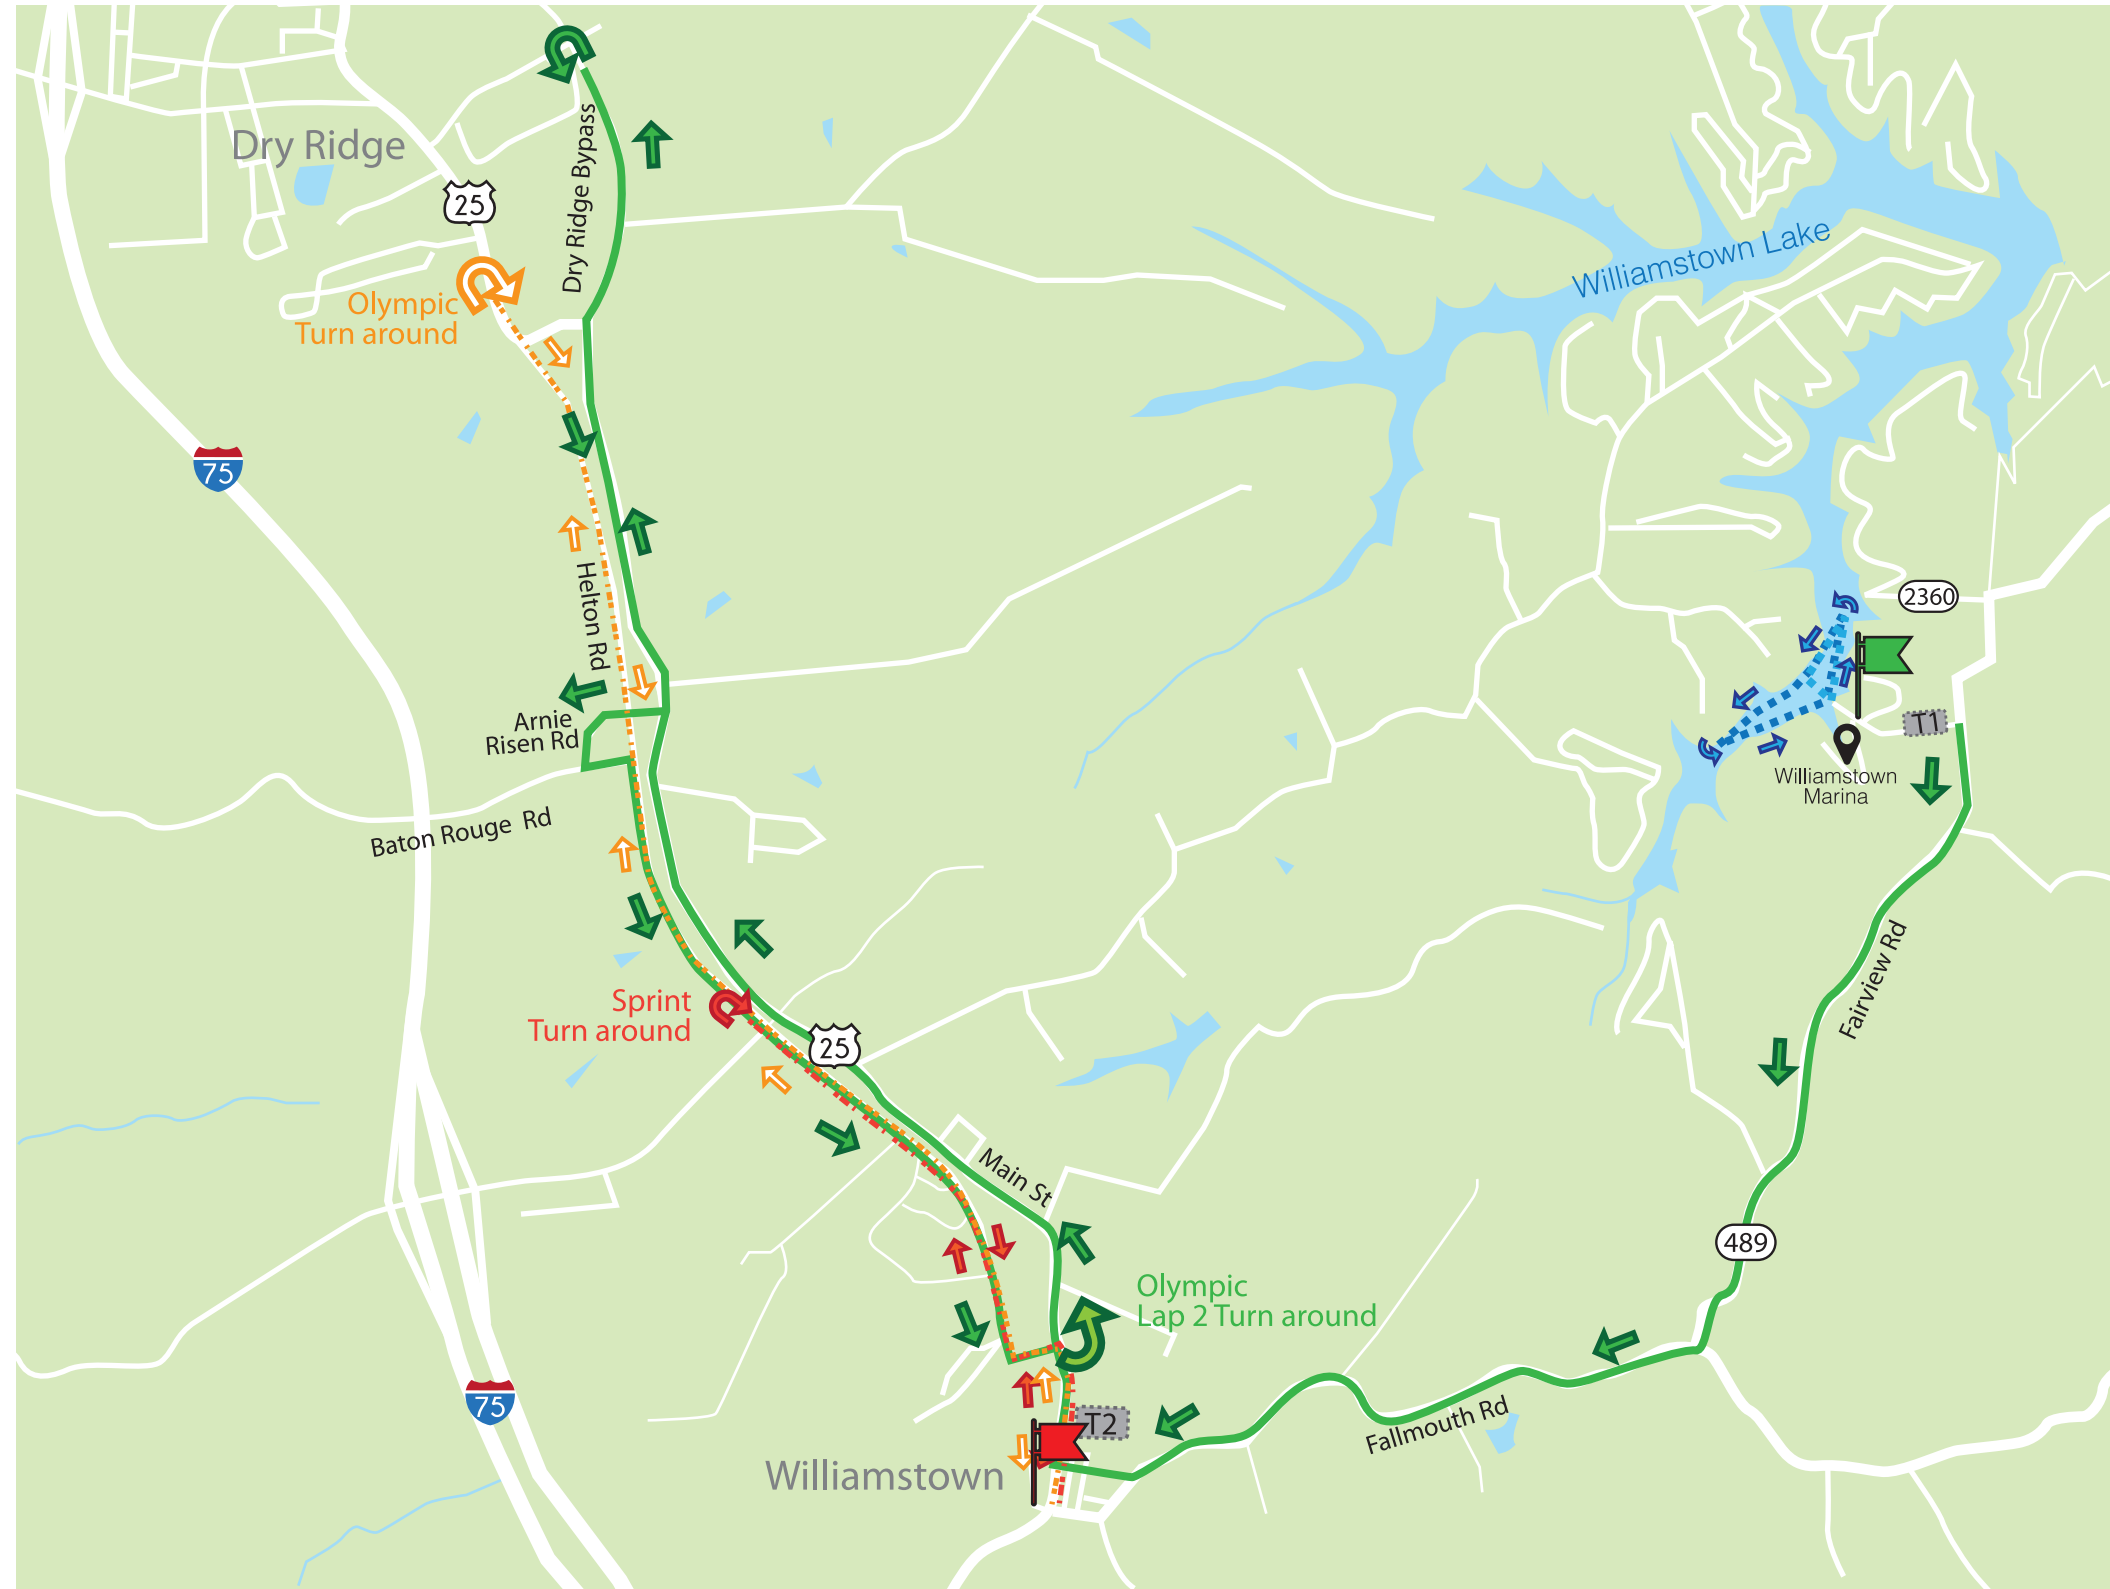 Dry Ridge
25
Dry Ridge Bypass
Olympic
Turn around
Williamstown Lake
75
Helton Rd
2360
T1
Arnie
Risen Rd
Williamstown
Marina
Baton Rouge Rd
Fairview Rd
Sprint
Turn around
25
Main St
489
Olympic
Lap 2 Turn around
75
T2
Fallmouth Rd
Williamstown